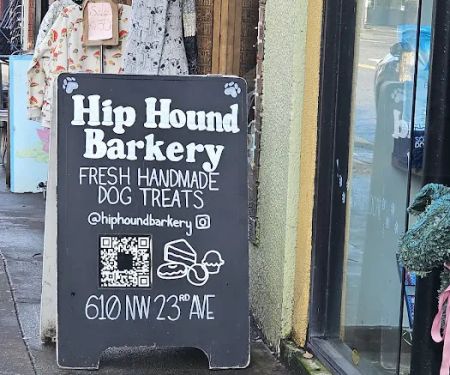 Hip Hound
Barkery
FRESH HANDMADE
DOG TREATS
@hiphoundbarkery
610 NW 23RD AVE